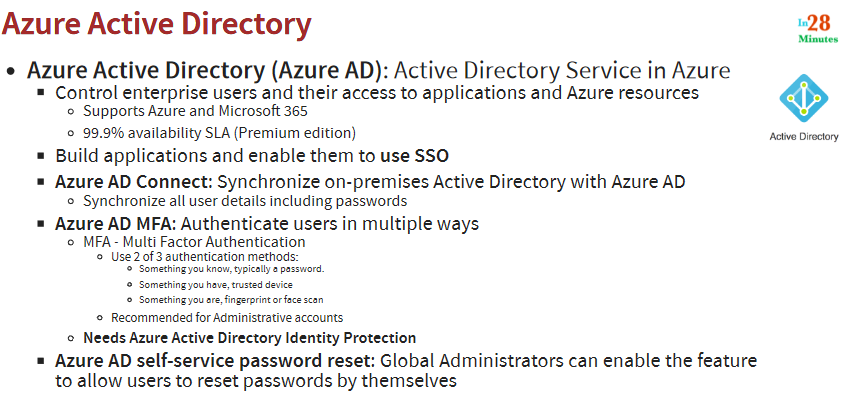 Azure Active Directory
In28
Minutes
• Azure Active Directory (Azure AD): Active Directory Service in Azure
▪ Control enterprise users and their access to applications and Azure resources
◦ Supports Azure and Microsoft 365
◦ 99.9% availability SLA (Premium edition)
Active Directory
▪ Build applications and enable them to use SSO
▪ Azure AD Connect: Synchronize on-premises Active Directory with Azure AD
◦ Synchronize all user details including passwords
▪ Azure AD MFA: Authenticate users in multiple ways
◦ MFA - Multi Factor Authentication
◦ Use 2 of 3 authentication methods:
◦ Something you know, typically a password.
◦ Something you have, trusted device
◦ Something you are, fingerprint or face scan
◦ Recommended for Administrative accounts
◦ Needs Azure Active Directory Identity Protection
▪ Azure AD self-service password reset: Global Administrators can enable the feature
to allow users to reset passwords by themselves